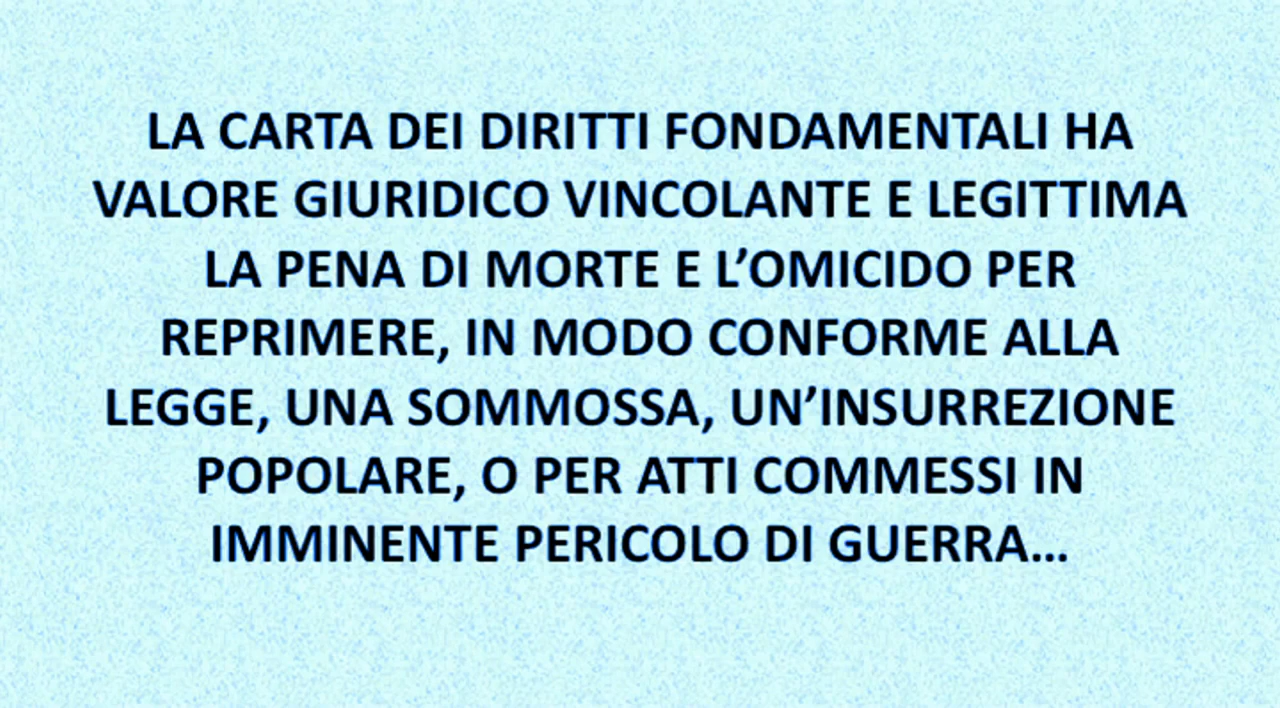 LA CARTA DEI DIRITTI FONDAMENTALI HA
VALORE GIURIDICO VINCOLANTE E LEGITTIMA
LA PENA DI MORTE E L’OMICIDO PER
REPRIMERE, IN MODO CONFORME ALLA
LEGGE, UNA SOMMOSSA, UN’INSURREZIONE
POPOLARE, O PER ATTI COMMESSI IN
IMMINENTE PERICOLO DI GUERRA...